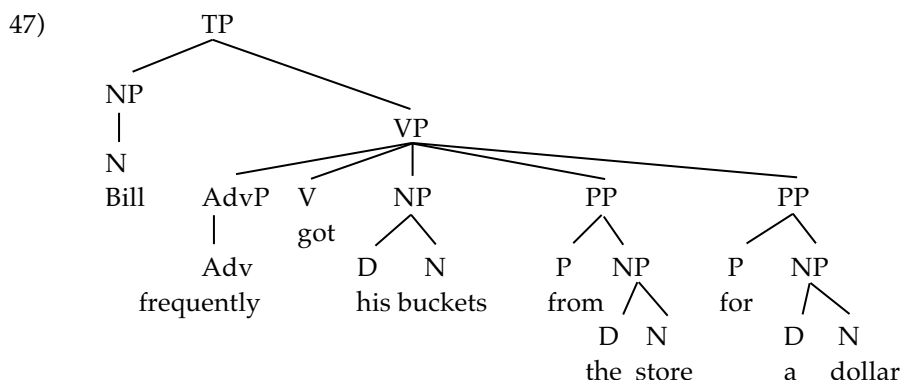 47) TP
NP
VP
N
Bill AdvP V NP PP PP
got
Adv D N P NP P NP
frequently his buckets from for
D N D N
the store a dollar